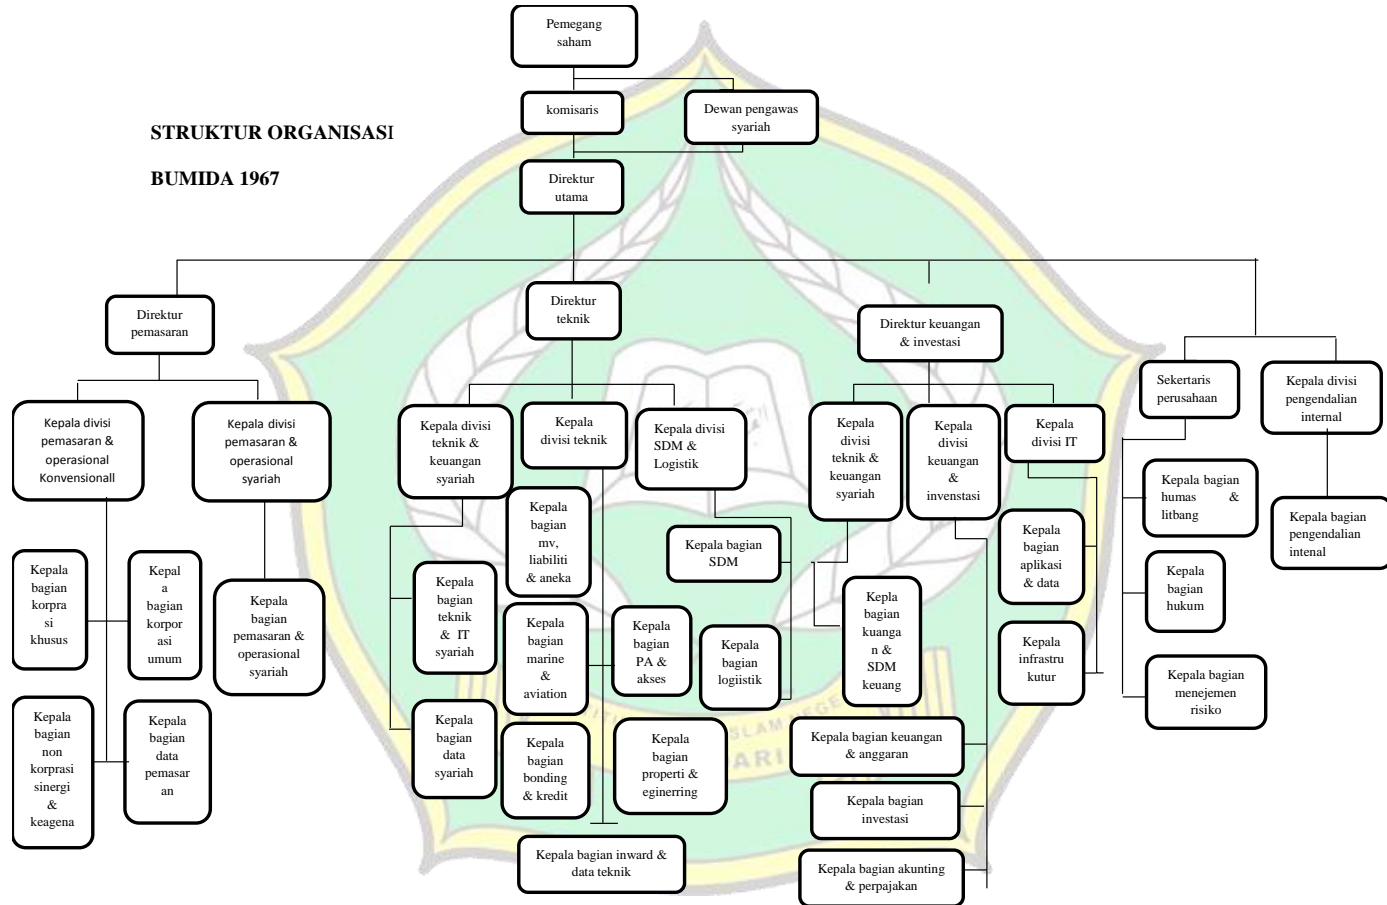 Pemegang
saham
komisaris
Dewan pengawas
syariah
STRUKTUR ORGANISASI
BUMIDA 1967
Direktur
utama
Direktur
pemasaran
Direktur
teknik
Direktur keuangan
& investasi
Sekertaris
perusahaan
Kepala divisi
pengendalian
internal
Kepala divisi
pemasaran &
operasional
Konvensionall
Kepala divisi
pemasaran &
operasional
syariah
Kepala divisi
teknik &
keuangan
syariah
Kepala
divisi teknik
Kepala divisi
SDM &
Logistik
Kepala
divisi
teknik &
keuangan
syariah
Kepala
divisi
keuangan
&
invenstasi
Kepala
divisi IT
Kepala bagian
humas &
litbang
Kepala bagian
pengendalian
intenal
Kepala
bagian
mv,
liabiliti
& aneka
Kepala bagian
SDM
Kepala
bagian
aplikasi
& data
Kepala
bagian
hukum
Kepala
bagian
korpra
si
khusus
Kepal
a
bagian
korpor
asi
umum
Kepala
bagian
pemasaran &
operasional
syariah
Kepala
bagian
teknik
& IT
syariah
Kepala
bagian
marine
&
aviation
Kepala
bagian
PA &
akses
Kepala
bagian
logiistik
Kepla
bagian
kuanga
n &
SDM
keuang
Kepala
infrastru
kutur
Kepala bagian
menejemen
risiko
Kepala
bagian
non
korprasi
sinergi
&
keagena
Kepala
bagian
data
pemasar
an
Kepala
bagian
data
syariah
Kepala
bagian
bonding
& kredit
Kepala
bagian
properti &
eginerring
Kepala bagian keuangan
& anggaran
Kepala bagian
investasi
Kepala bagian inward &
data teknik
Kepala bagian akunting
& perpajakan